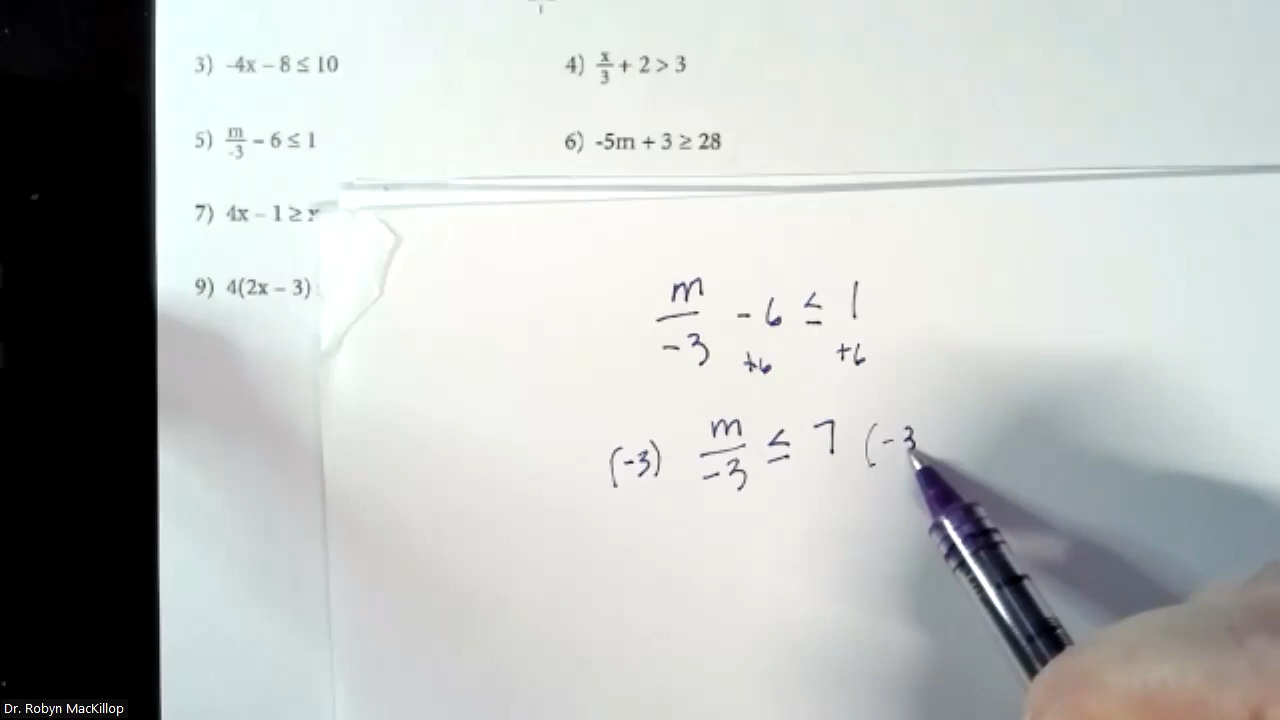 3) -4x – 8 ≤ 10
4) x/3 + 2 > 3
5) m/-3 – 6 ≤ 1
6) -5m + 3 ≥ 28
7) 4x – 1 ≥
9) 4(2x – 3)
m/-3 - 6 ≤ 1
+6 +6
(-3) m/-3 ≤ 7 (-3
Dr. Robyn MacKillop